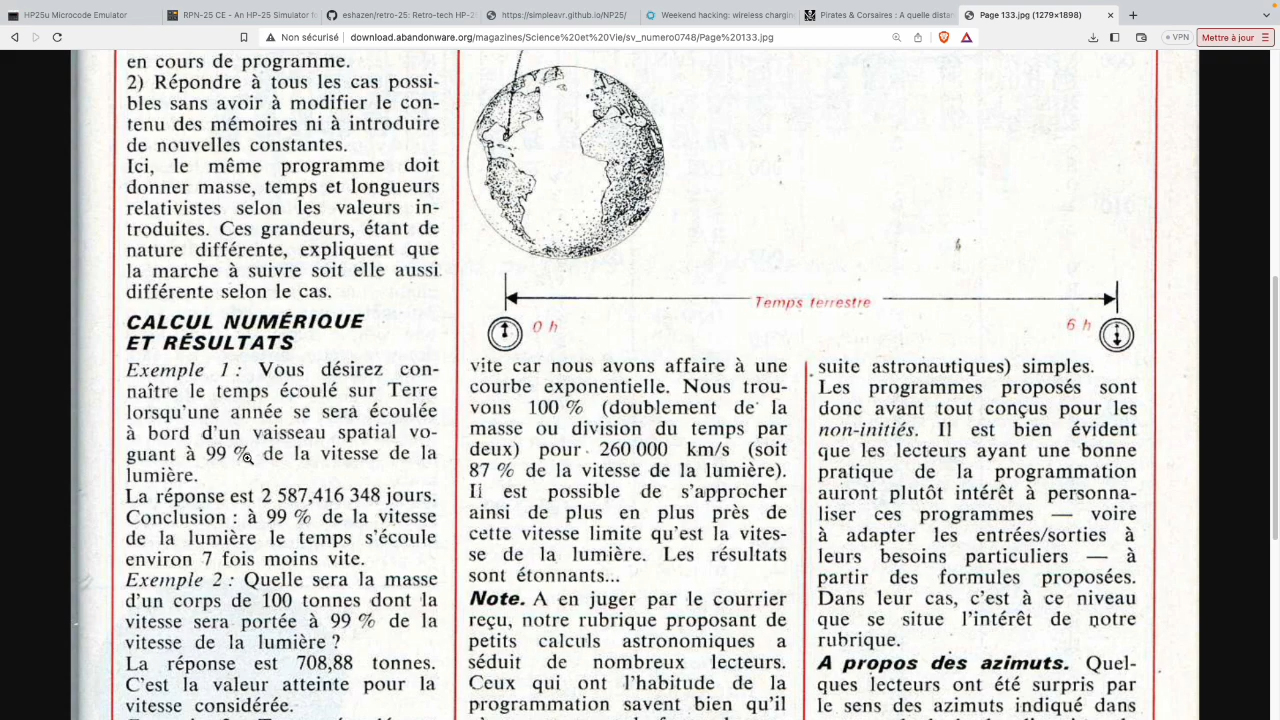 HP25u Microcode Emulator
RPN-25 CE - An HP-25 Simulator fo
eshazen/retro-25: Retro-tech HP-2
https://simpleavr.github.io/NP25/
Weekend hacking: wireless chargin
Pirates & Corsaires : A quelle distan
Page 133.jpg (1279×1898)
Non sécurisé
download.abandonware.org/magazines/Science%20et%20Vie/sv_numero0748/Page%20133.jpg
VPN
Mettre à jour
en cours de programme.
2) Répondre à tous les cas possi-
bles sans avoir à modifier le con-
tenu des mémoires ni à introduire
de nouvelles constantes.
Ici, le même programme doit
donner masse, temps et longueurs
relativistes selon les valeurs in-
troduites. Ces grandeurs, étant de
nature différente, expliquent que
la marche à suivre soit elle aussi
différente selon le cas.
CALCUL NUMÉRIQUE
ET RÉSULTATS
Exemple 1 : Vous désirez con-
naître le temps écoulé sur Terre
lorsqu'une année se sera écoulée
à bord d'un vaisseau spatial vo-
guant à 99 % de la vitesse de la
lumière.
La réponse est 2 587,416 348 jours.
Conclusion : à 99 % de la vitesse
de la lumière le temps s'écoule
environ 7 fois moins vite.
Exemple 2 : Quelle sera la masse
d'un corps de 100 tonnes dont la
vitesse sera portée à 99 % de la
vitesse de la lumière ?
La réponse est 708,88 tonnes.
C'est la valeur atteinte pour la
vitesse considérée.
Temps terrestre
0 h
6 h
vite car nous avons affaire à une
courbe exponentielle. Nous trou-
vons 100 % (doublement de la
masse ou division du temps par
deux) pour 260 000 km/s (soit
87 % de la vitesse de la lumière).
Il est possible de s'approcher
ainsi de plus en plus près de
cette vitesse limite qu'est la vites-
se de la lumière. Les résultats
sont étonnants...
Note. A en juger par le courrier
reçu, notre rubrique proposant de
petits calculs astronomiques a
séduit de nombreux lecteurs.
Ceux qui ont l'habitude de la
programmation savent bien qu'il
suite astronautiques) simples.
Les programmes proposés sont
donc avant tout conçus pour les
non-initiés. Il est bien évident
que les lecteurs ayant une bonne
pratique de la programmation
auront plutôt intérêt à personna-
liser ces programmes — voire
à adapter les entrées/sorties à
leurs besoins particuliers — à
partir des formules proposées.
Dans leur cas, c'est à ce niveau
que se situe l'intérêt de notre
rubrique.
A propos des azimuts. Quel-
ques lecteurs ont été surpris par
le sens des azimuts indiqué dans